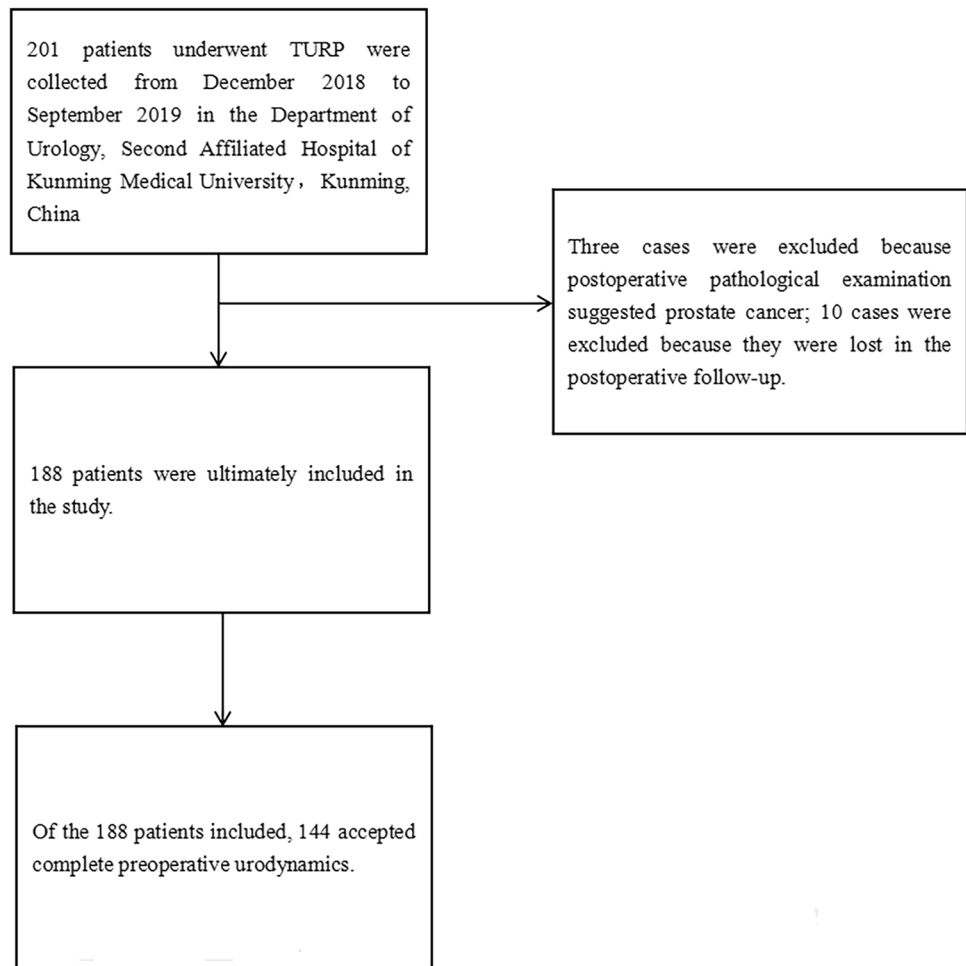 201 patients underwent TURP were
collected from December 2018 to
September 2019 in the Department of
Urology, Second Affiliated Hospital of
Kunming Medical University，Kunming,
China
Three cases were excluded because
postoperative pathological examination
suggested prostate cancer; 10 cases were
excluded because they were lost in the
postoperative follow-up.
188 patients were ultimately included in
the study.
Of the 188 patients included, 144 accepted
complete preoperative urodynamics.